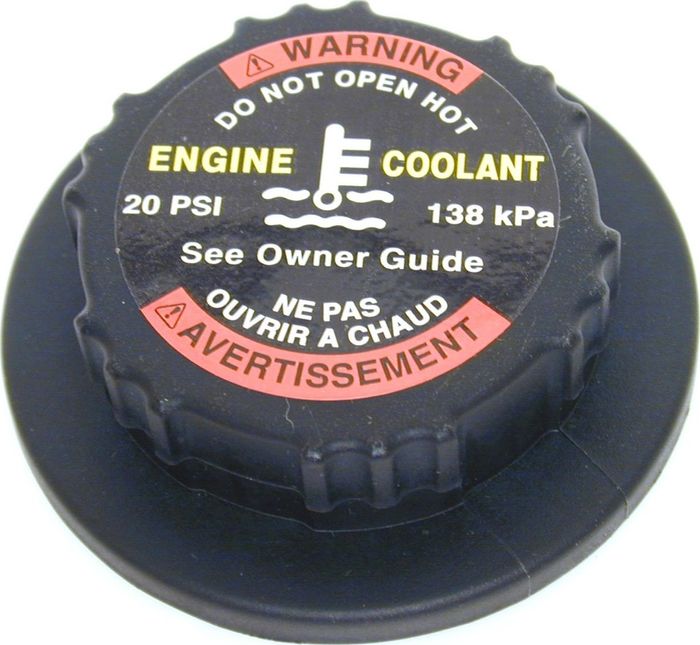 WARNING
DO NOT OPEN HOT
ENGINE COOLANT
20 PSI 138 kPa
See Owner Guide
NE PAS
OUVRIR A CHAUD
AVERTISSEMENT